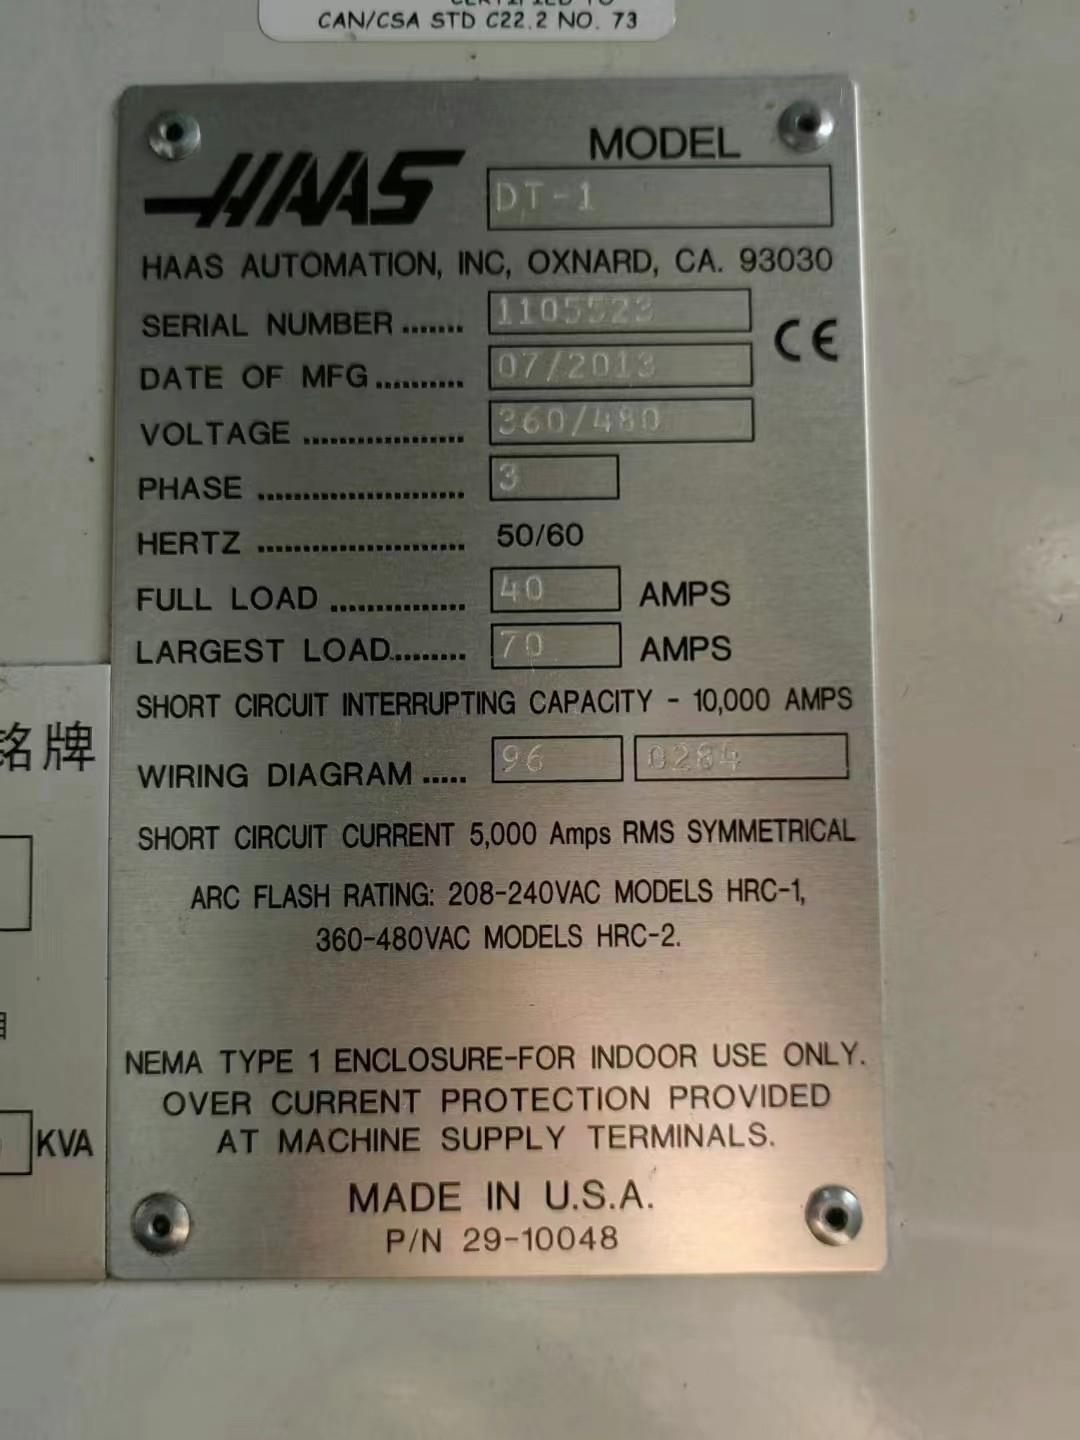 CAN/CSA STD C22.2 NO. 73
HAAS
MODEL
DT-1
HAAS AUTOMATION, INC, OXNARD, CA. 93030
SERIAL NUMBER ....... 1105523
CE
DATE OF MFG.......... 07/2013
VOLTAGE .................. 360/480
PHASE ....................... 3
HERTZ ....................... 50/60
FULL LOAD ............... 40 AMPS
LARGEST LOAD......... 70 AMPS
SHORT CIRCUIT INTERRUPTING CAPACITY - 10,000 AMPS
WIRING DIAGRAM ..... 96 0284
SHORT CIRCUIT CURRENT 5,000 Amps RMS SYMMETRICAL
ARC FLASH RATING: 208-240VAC MODELS HRC-1,
360-480VAC MODELS HRC-2.
NEMA TYPE 1 ENCLOSURE-FOR INDOOR USE ONLY.
OVER CURRENT PROTECTION PROVIDED
AT MACHINE SUPPLY TERMINALS.
MADE IN U.S.A.
P/N 29-10048
铭牌
KVA